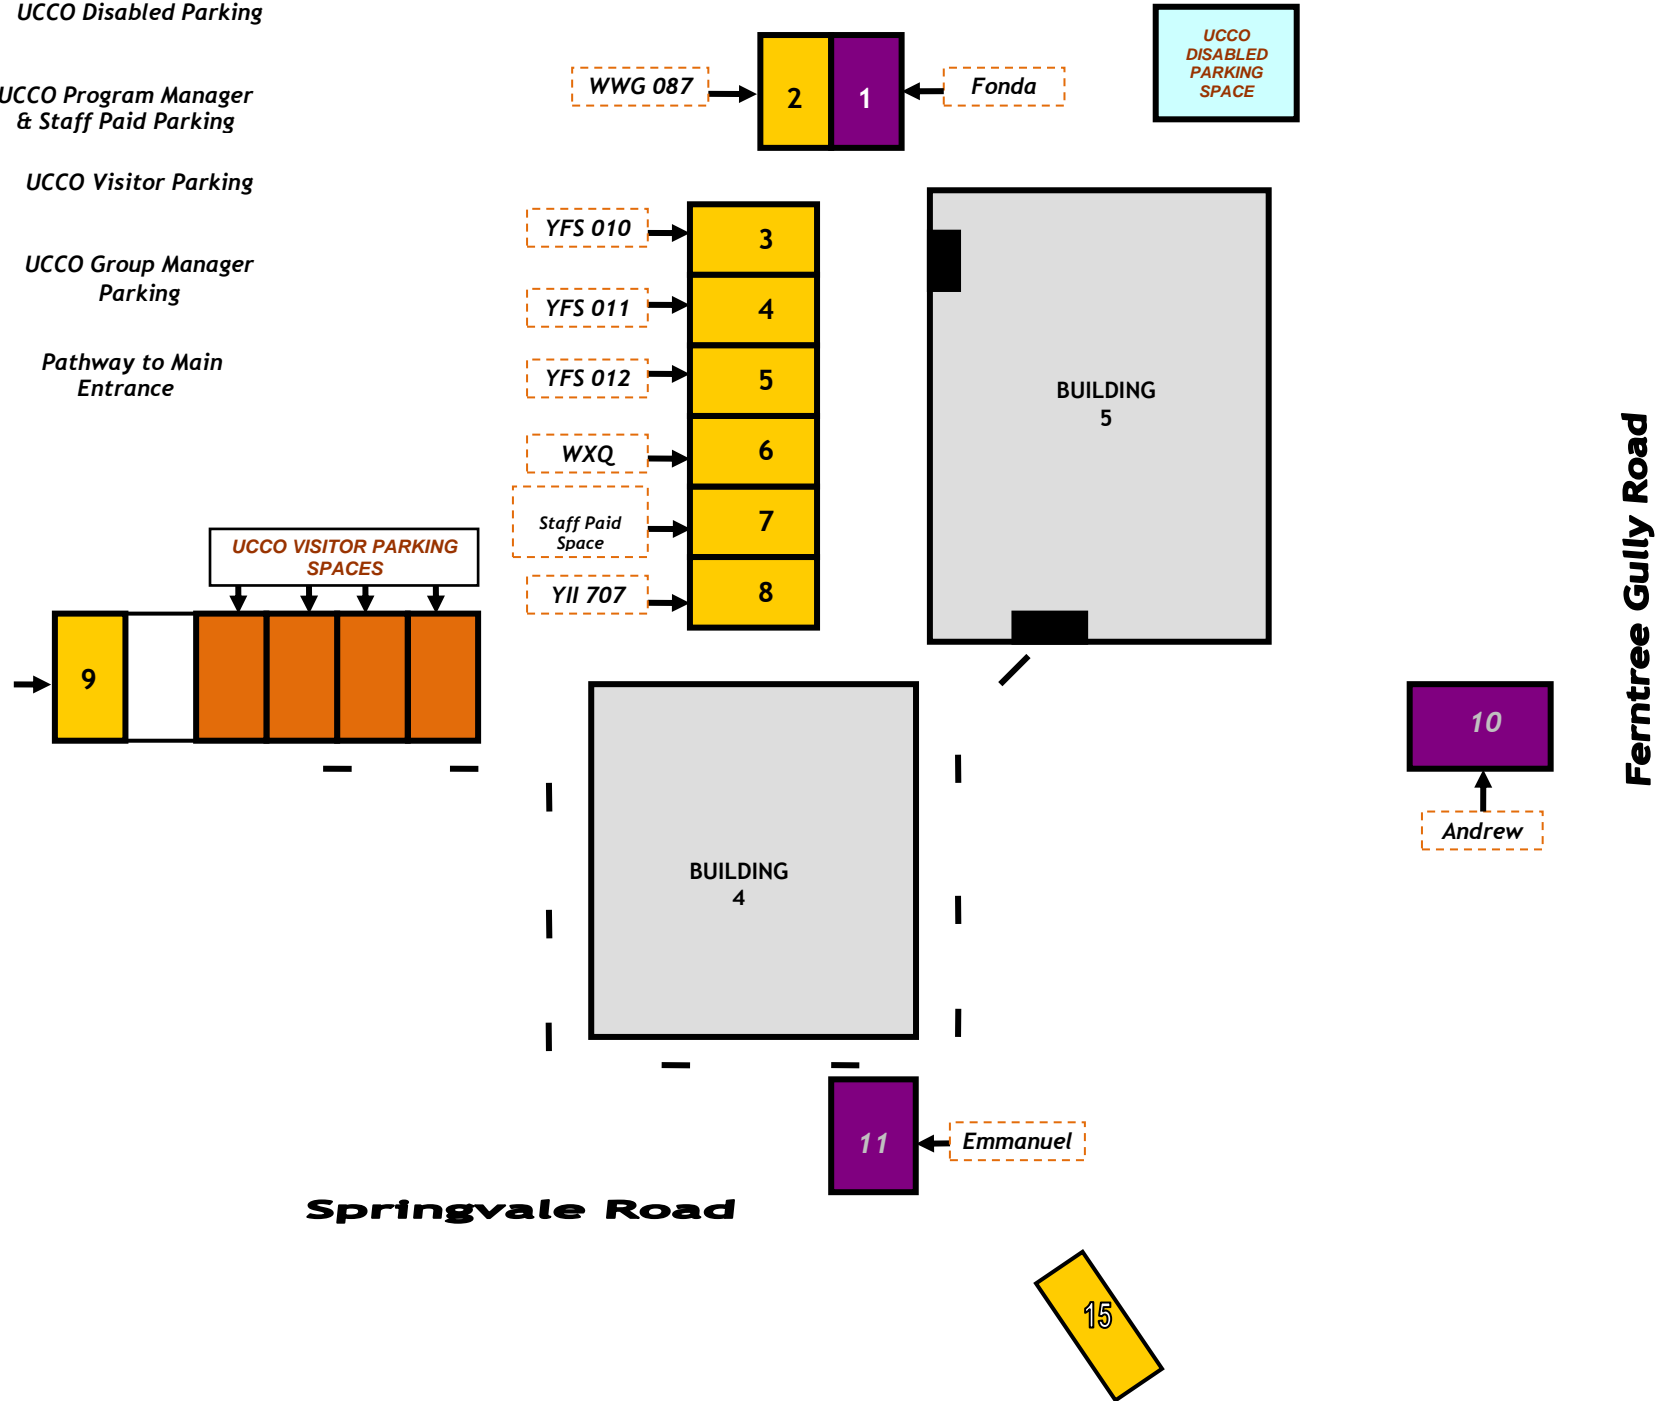 UCCO Disabled Parking
UCCO Program Manager
& Staff Paid Parking
UCCO Visitor Parking
UCCO Group Manager
Parking
Pathway to Main
Entrance
WWG 087
2
1
Fonda
UCCO
DISABLED
PARKING
SPACE
YFS 010
3
YFS 011
4
YFS 012
5
WXQ
6
Staff Paid
Space
7
YII 707
8
BUILDING
5
Ferntree Gully Road
UCCO VISITOR PARKING
SPACES
9
10
Andrew
BUILDING
4
11
Emmanuel
Springvale Road
15